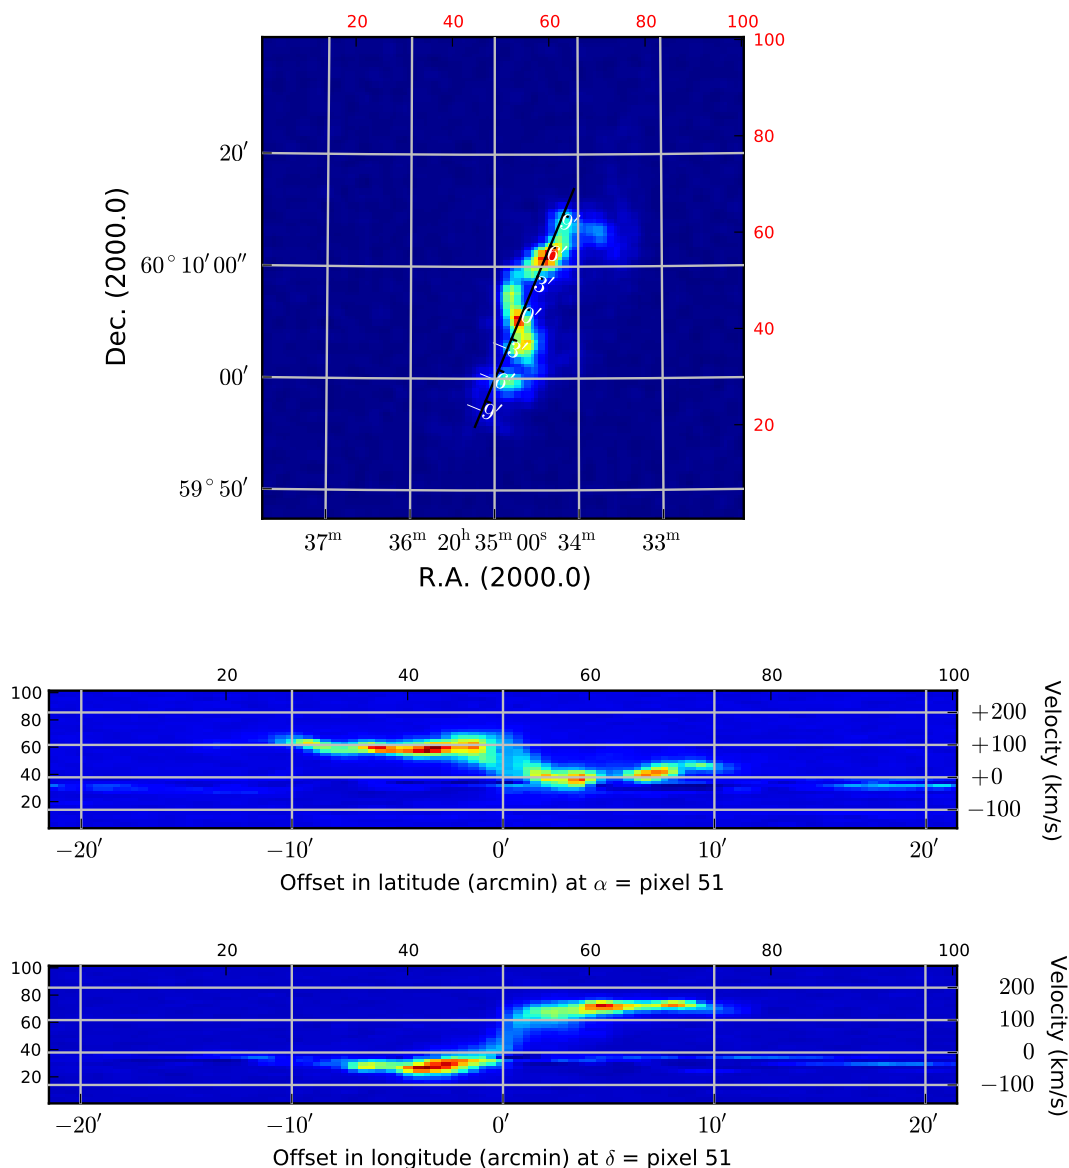 20 40 60 80 100
100
80
60
40
20
Dec. (2000.0)
20′
60° 10′ 00″
00′
59° 50′
9′
6′
3′
0′
−3′
−6′
−9′
37ᵐ 36ᵐ 20ʰ 35ᵐ 00ˢ 34ᵐ 33ᵐ
R.A. (2000.0)
20 40 60 80 100
100
80
60
40
20
+200
+100
+0
−100
Velocity (km/s)
−20′ −10′ 0′ 10′ 20′
Offset in latitude (arcmin) at α = pixel 51
20 40 60 80 100
100
80
60
40
20
200
100
0
−100
Velocity (km/s)
−20′ −10′ 0′ 10′ 20′
Offset in longitude (arcmin) at δ = pixel 51